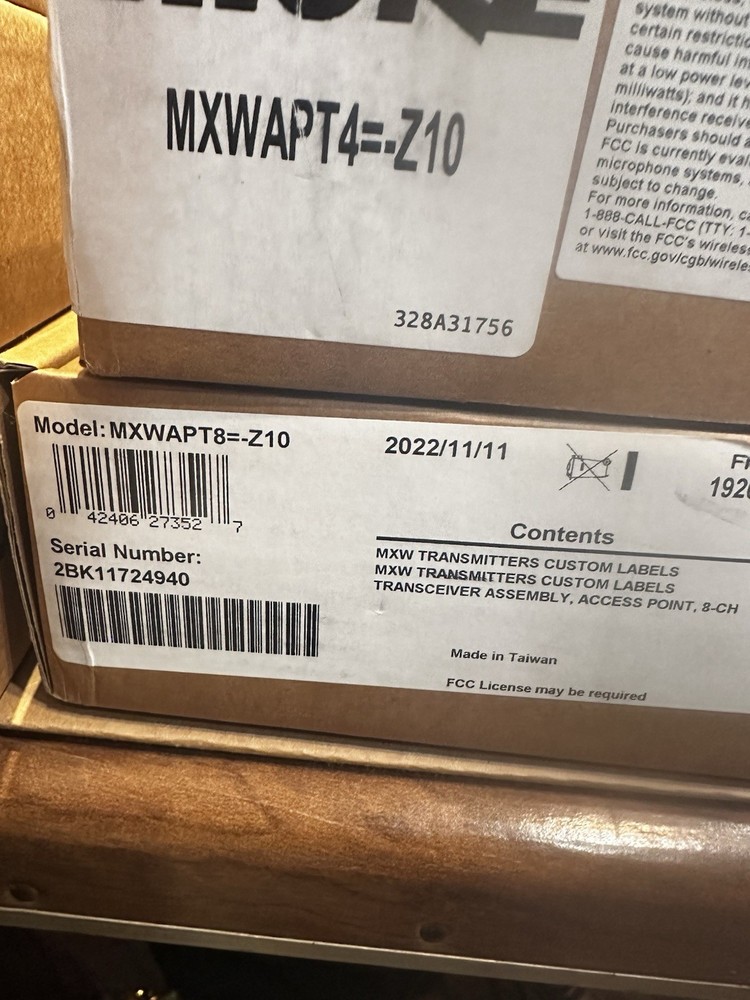 MXWAPT4=-Z10
328A31756
system without
certain restrictio
cause harmful in
at a low power lev
milliwatts); and it h
interference receive
Purchasers should a
FCC is currently eval
microphone systems,
subject to change.
For more information, c
1-888-CALL-FCC (TTY: 1-
or visit the FCC's wireless
at www.fcc.gov/cgb/wirele
Model: MXWAPT8=-Z10
0 42406 27352 7
Serial Number:
2BK11724940
2022/11/11
Fr
1920
Contents
MXW TRANSMITTERS CUSTOM LABELS
MXW TRANSMITTERS CUSTOM LABELS
TRANSCEIVER ASSEMBLY, ACCESS POINT, 8-CH
Made in Taiwan
FCC License may be required